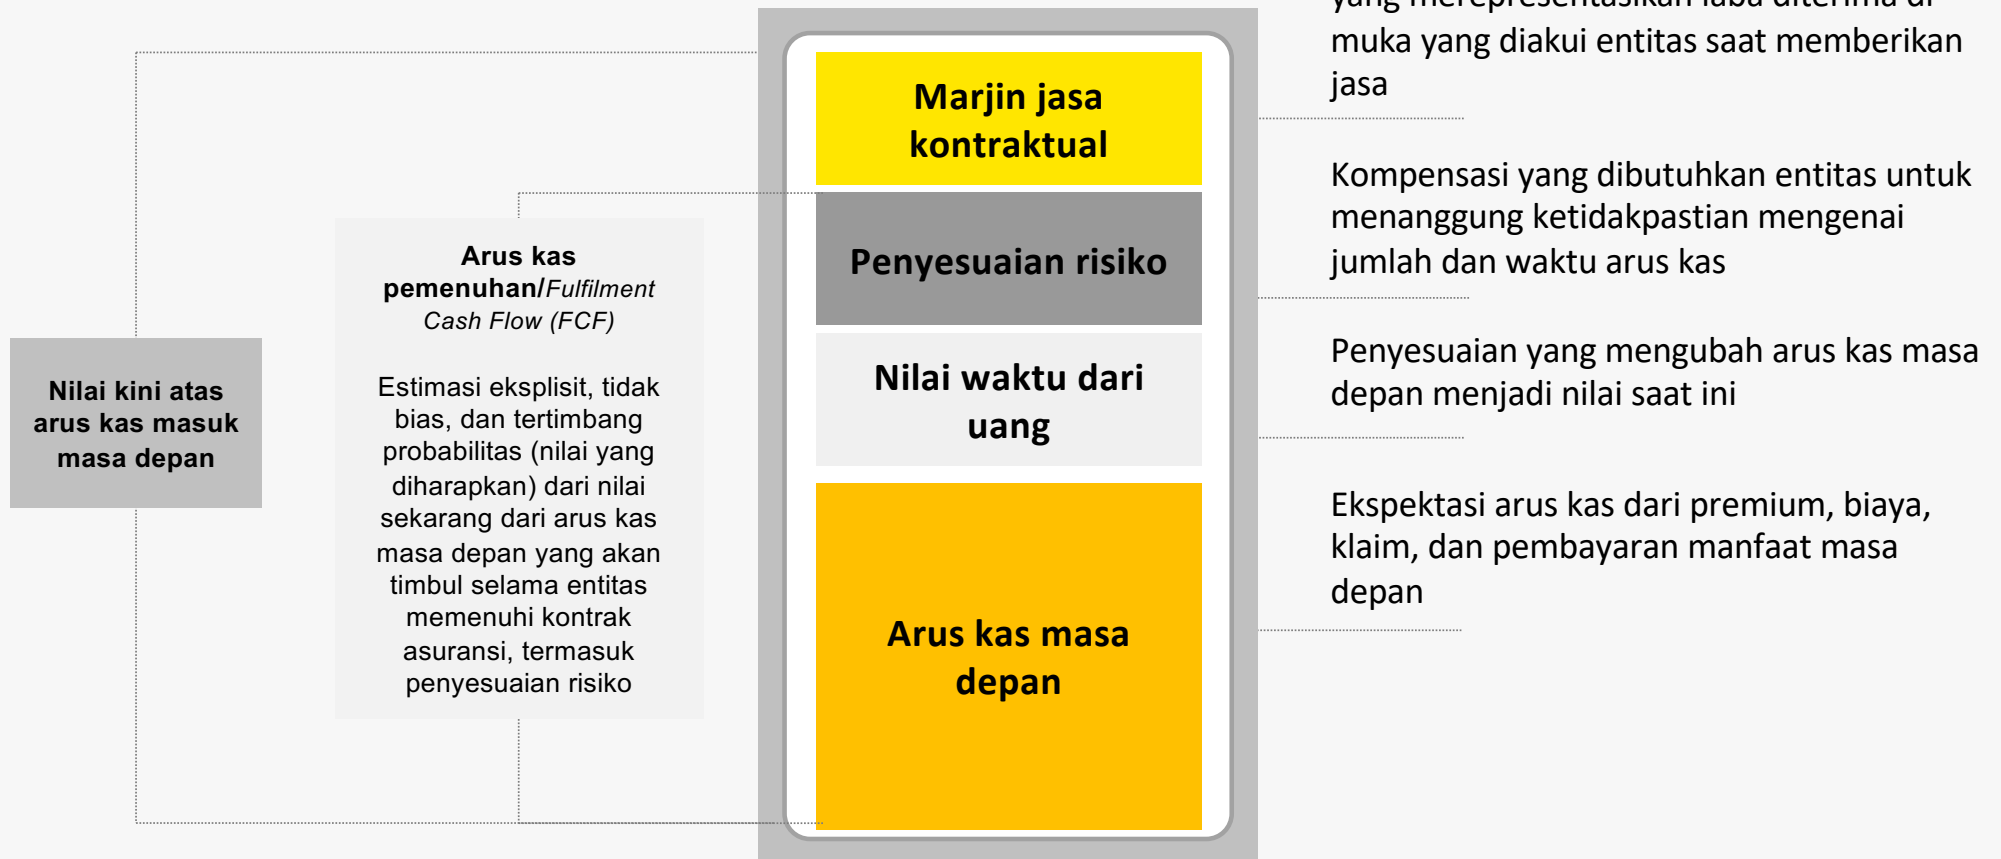 Nilai kini atas
arus kas masuk
masa depan
Arus kas
pemenuhan/Fulfilment
Cash Flow (FCF)
Estimasi eksplisit, tidak
bias, dan tertimbang
probabilitas (nilai yang
diharapkan) dari nilai
sekarang dari arus kas
masa depan yang akan
timbul selama entitas
memenuhi kontrak
asuransi, termasuk
penyesuaian risiko
Marjin jasa
kontraktual
Penyesuaian risiko
Nilai waktu dari
uang
Arus kas masa
depan
yang merepresentasikan laba diterima di
muka yang diakui entitas saat memberikan
jasa
Kompensasi yang dibutuhkan entitas untuk
menanggung ketidakpastian mengenai
jumlah dan waktu arus kas
Penyesuaian yang mengubah arus kas masa
depan menjadi nilai saat ini
Ekspektasi arus kas dari premium, biaya,
klaim, dan pembayaran manfaat masa
depan